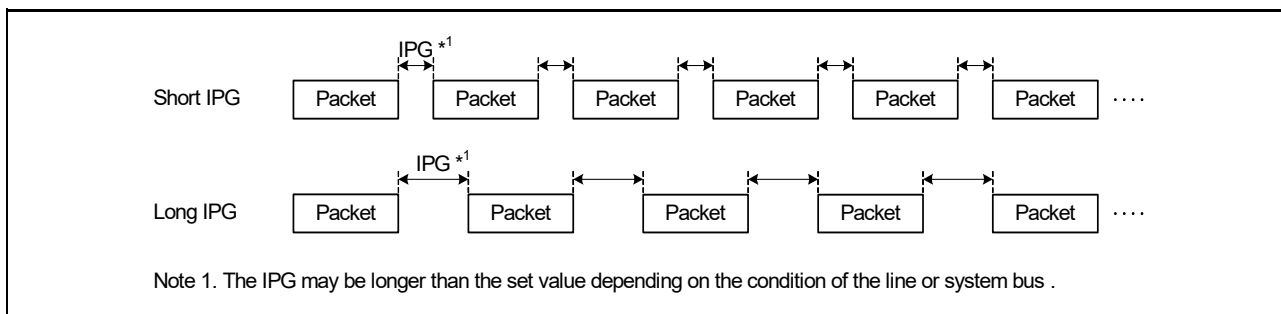 IPG *1
Short IPG Packet Packet Packet Packet Packet Packet ····
IPG *1
Long IPG Packet Packet Packet Packet Packet ····
Note 1. The IPG may be longer than the set value depending on the condition of the line or system bus .